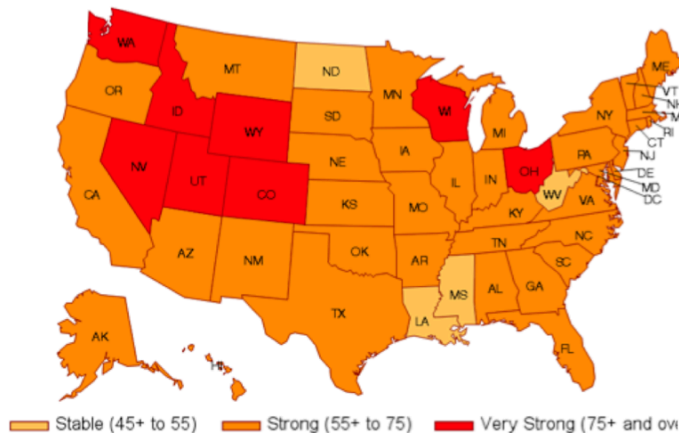 WA
MT
ND
MN
ME
OR
ID
SD
WI
VT
NH
WY
MI
NY
M
RI
CT
NV
NE
IA
PA
NJ
UT
CO
IL
IN
OH
DE
MD
DC
CA
KS
MO
WV
VA
KY
NC
TN
AZ
NM
OK
AR
SC
MS
AL
GA
TX
LA
AK
HI
FL
Stable (45+ to 55) Strong (55+ to 75) Very Strong (75+ and ove